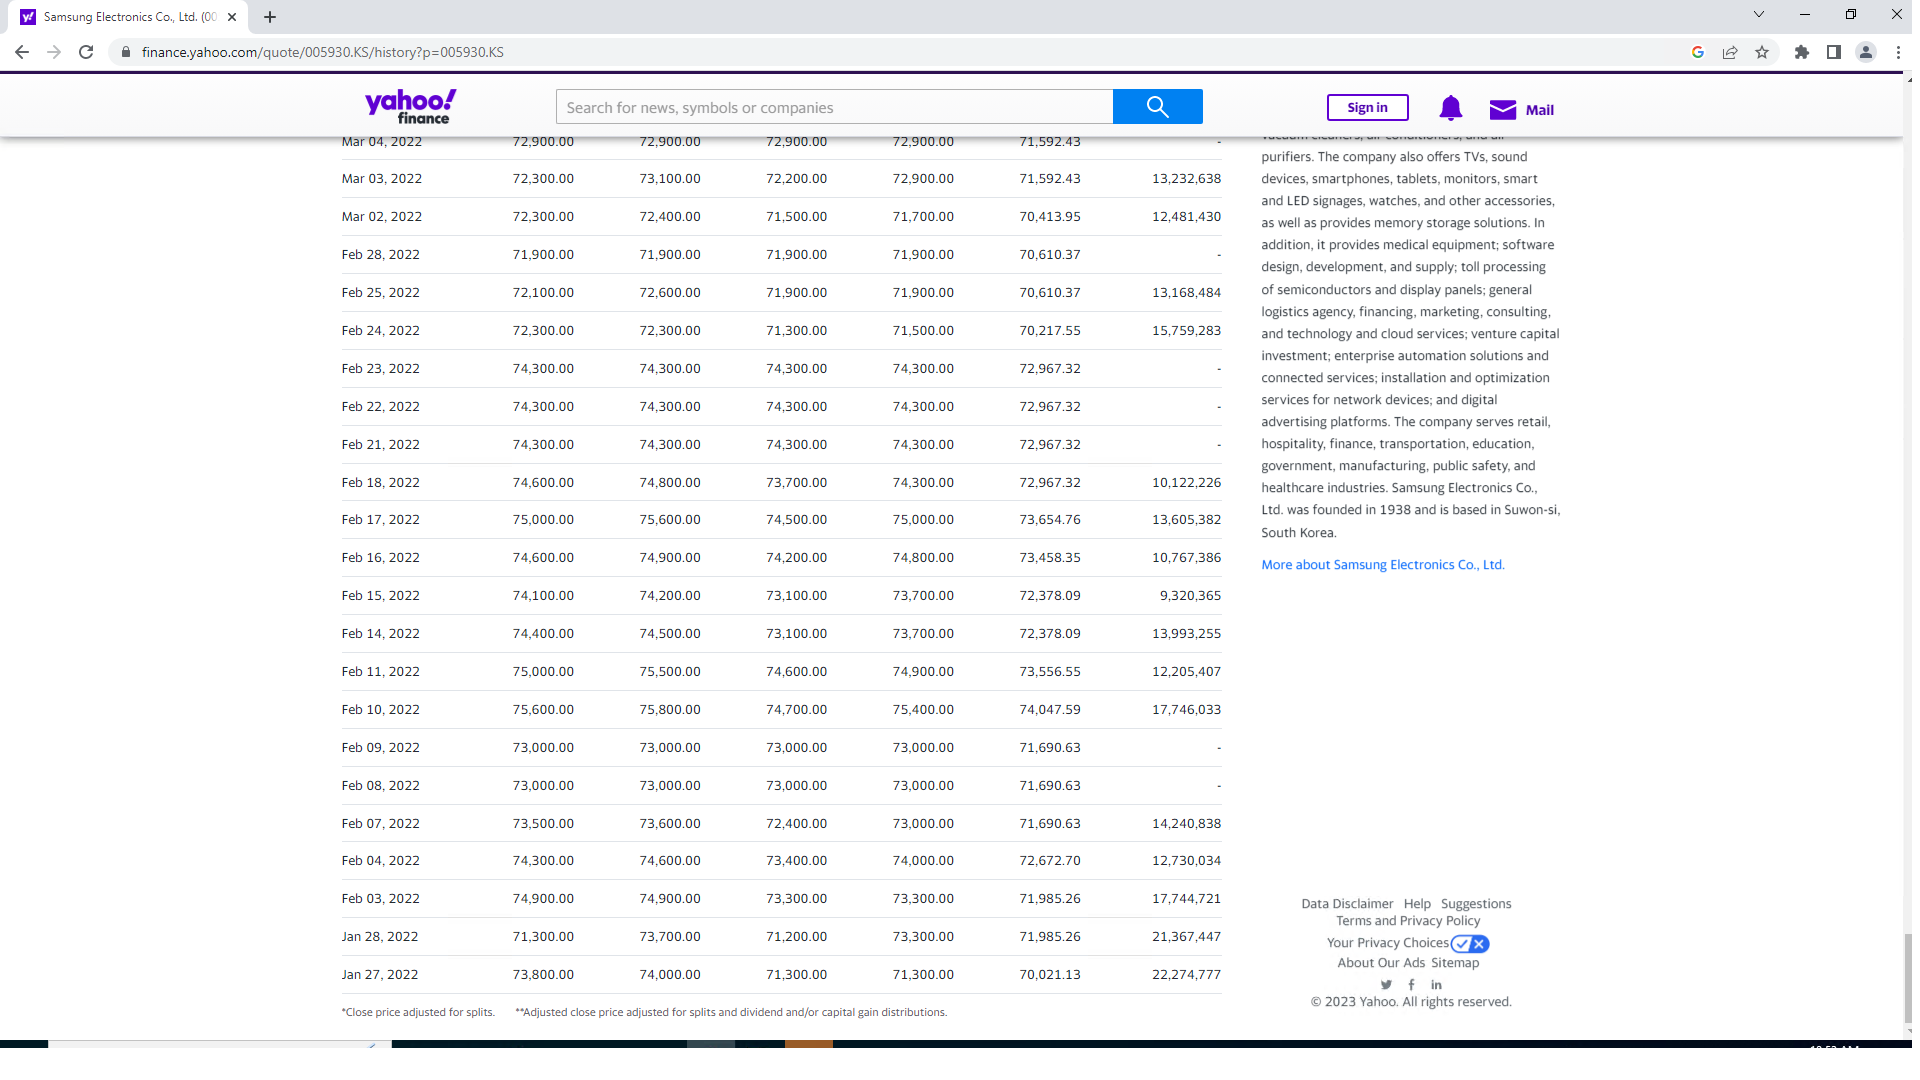 Samsung Electronics Co., Ltd. (00
finance.yahoo.com/quote/005930.KS/history?p=005930.KS
yahoo!
finance
Search for news, symbols or companies
Sign in
Mail
Mar 04, 2022 72,900.00 72,900.00 72,900.00 72,900.00 71,592.43 -
Mar 03, 2022 72,300.00 73,100.00 72,200.00 72,900.00 71,592.43 13,232,638
Mar 02, 2022 72,300.00 72,400.00 71,500.00 71,700.00 70,413.95 12,481,430
Feb 28, 2022 71,900.00 71,900.00 71,900.00 71,900.00 70,610.37 -
Feb 25, 2022 72,100.00 72,600.00 71,900.00 71,900.00 70,610.37 13,168,484
Feb 24, 2022 72,300.00 72,300.00 71,300.00 71,500.00 70,217.55 15,759,283
Feb 23, 2022 74,300.00 74,300.00 74,300.00 74,300.00 72,967.32 -
Feb 22, 2022 74,300.00 74,300.00 74,300.00 74,300.00 72,967.32 -
Feb 21, 2022 74,300.00 74,300.00 74,300.00 74,300.00 72,967.32 -
Feb 18, 2022 74,600.00 74,800.00 73,700.00 74,300.00 72,967.32 10,122,226
Feb 17, 2022 75,000.00 75,600.00 74,500.00 75,000.00 73,654.76 13,605,382
Feb 16, 2022 74,600.00 74,900.00 74,200.00 74,800.00 73,458.35 10,767,386
Feb 15, 2022 74,100.00 74,200.00 73,100.00 73,700.00 72,378.09 9,320,365
Feb 14, 2022 74,400.00 74,500.00 73,100.00 73,700.00 72,378.09 13,993,255
Feb 11, 2022 75,000.00 75,500.00 74,600.00 74,900.00 73,556.55 12,205,407
Feb 10, 2022 75,600.00 75,800.00 74,700.00 75,400.00 74,047.59 17,746,033
Feb 09, 2022 73,000.00 73,000.00 73,000.00 73,000.00 71,690.63 -
Feb 08, 2022 73,000.00 73,000.00 73,000.00 73,000.00 71,690.63 -
Feb 07, 2022 73,500.00 73,600.00 72,400.00 73,000.00 71,690.63 14,240,838
Feb 04, 2022 74,300.00 74,600.00 73,400.00 74,000.00 72,672.70 12,730,034
Feb 03, 2022 74,900.00 74,900.00 73,300.00 73,300.00 71,985.26 17,744,721
Jan 28, 2022 71,300.00 73,700.00 71,200.00 73,300.00 71,985.26 21,367,447
Jan 27, 2022 73,800.00 74,000.00 71,300.00 71,300.00 70,021.13 22,274,777
*Close price adjusted for splits. **Adjusted close price adjusted for splits and dividend and/or capital gain distributions.
vacuum cleaners, air conditioners, and air
purifiers. The company also offers TVs, sound
devices, smartphones, tablets, monitors, smart
and LED signages, watches, and other accessories,
as well as provides memory storage solutions. In
addition, it provides medical equipment; software
design, development, and supply; toll processing
of semiconductors and display panels; general
logistics agency, financing, marketing, consulting,
and technology and cloud services; venture capital
investment; enterprise automation solutions and
connected services; installation and optimization
services for network devices; and digital
advertising platforms. The company serves retail,
hospitality, finance, transportation, education,
government, manufacturing, public safety, and
healthcare industries. Samsung Electronics Co.,
Ltd. was founded in 1938 and is based in Suwon-si,
South Korea.
More about Samsung Electronics Co., Ltd.
Data Disclaimer Help Suggestions
Terms and Privacy Policy
Your Privacy Choices
About Our Ads Sitemap
© 2023 Yahoo. All rights reserved.